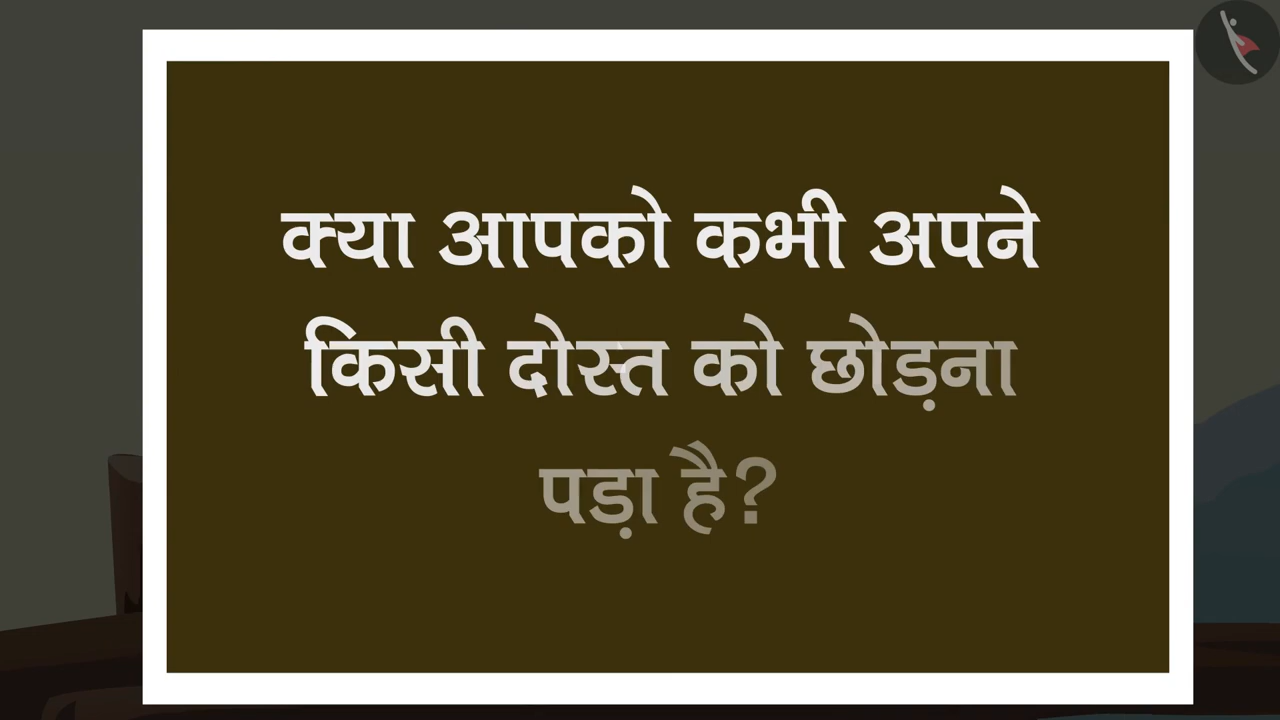 क्या आपको कभी अपने
किसी दोस्त को छोड़ना
पड़ा है?